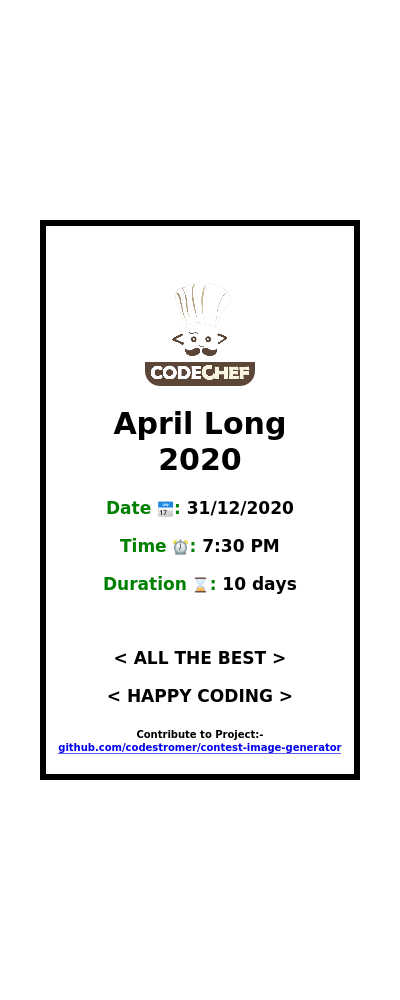 CODECHEF
April Long
2020
Date 📅: 31/12/2020
Time ⏰: 7:30 PM
Duration ⌛: 10 days
< ALL THE BEST >
< HAPPY CODING >
Contribute to Project:-
github.com/codestromer/contest-image-generator